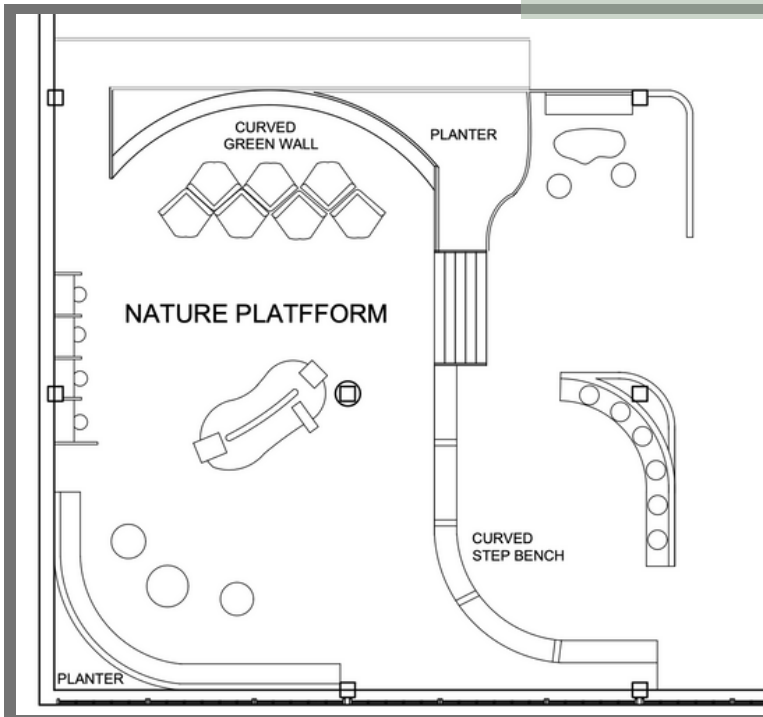 CURVED
GREEN WALL
PLANTER
NATURE PLATFFORM
CURVED
STEP BENCH
PLANTER